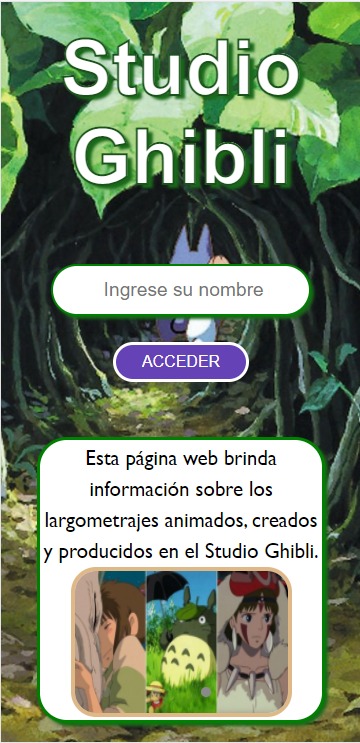 Studio
Ghibli
Ingrese su nombre
ACCEDER
Esta página web brinda
información sobre los
largometrajes animados, creados
y producidos en el Studio Ghibli.